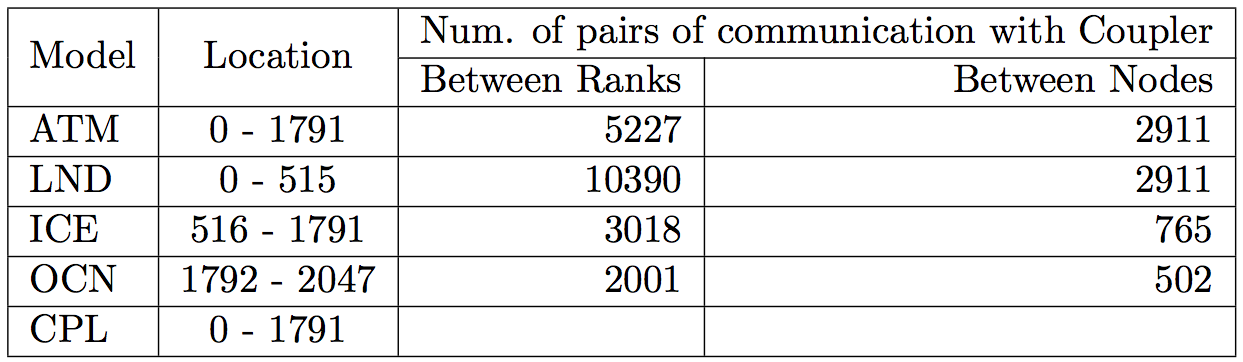 Model Location Num. of pairs of communication with Coupler
Between Ranks Between Nodes
ATM 0 - 1791 5227 2911
LND 0 - 515 10390 2911
ICE 516 - 1791 3018 765
OCN 1792 - 2047 2001 502
CPL 0 - 1791